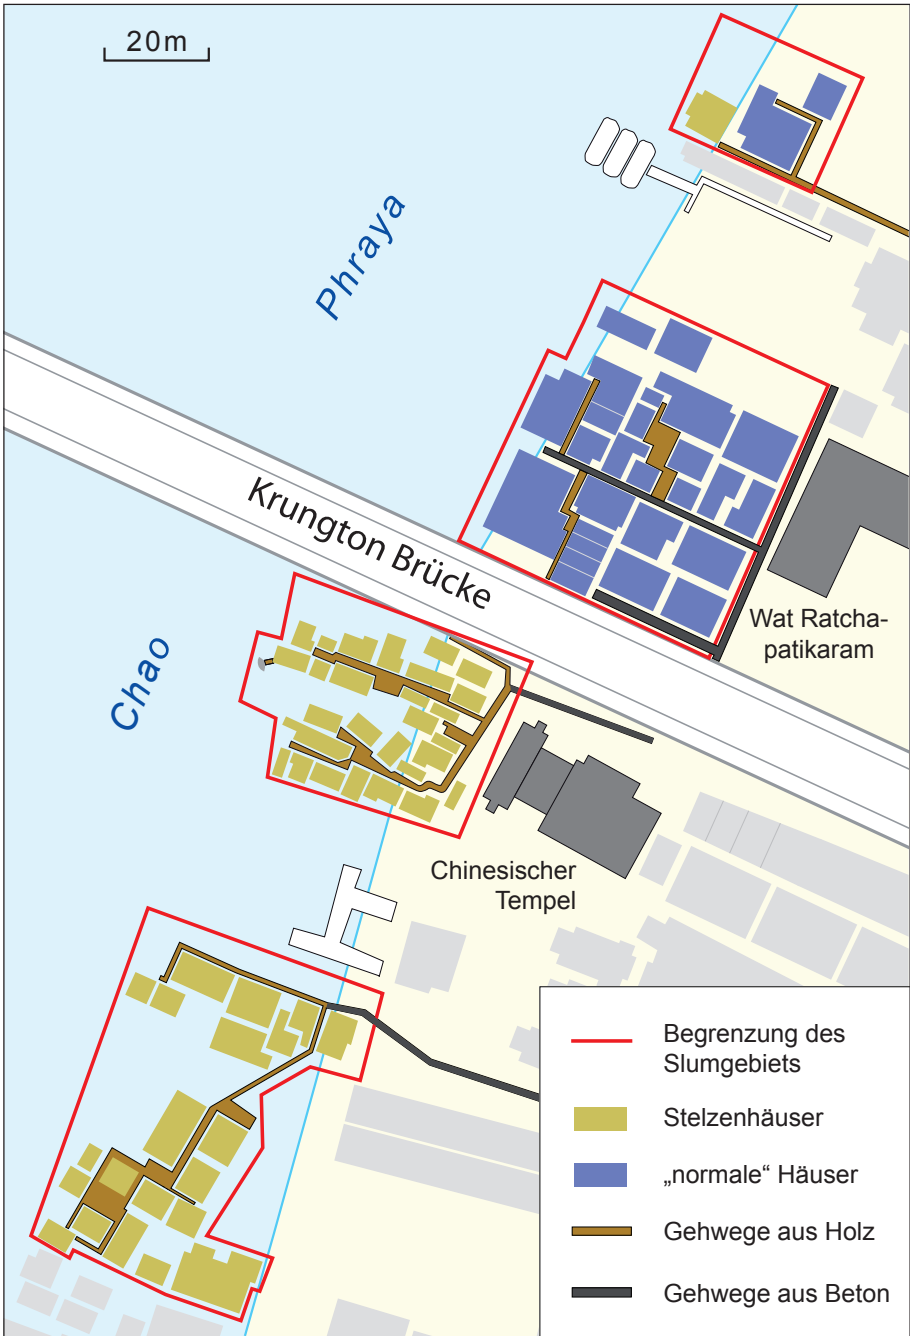 20m
Phraya
Krungton Brücke
Wat Ratcha-
patikaram
Chao
Chinesischer
Tempel
Begrenzung des
Slumgebiets
Stelzenhäuser
„normale“ Häuser
Gehwege aus Holz
Gehwege aus Beton